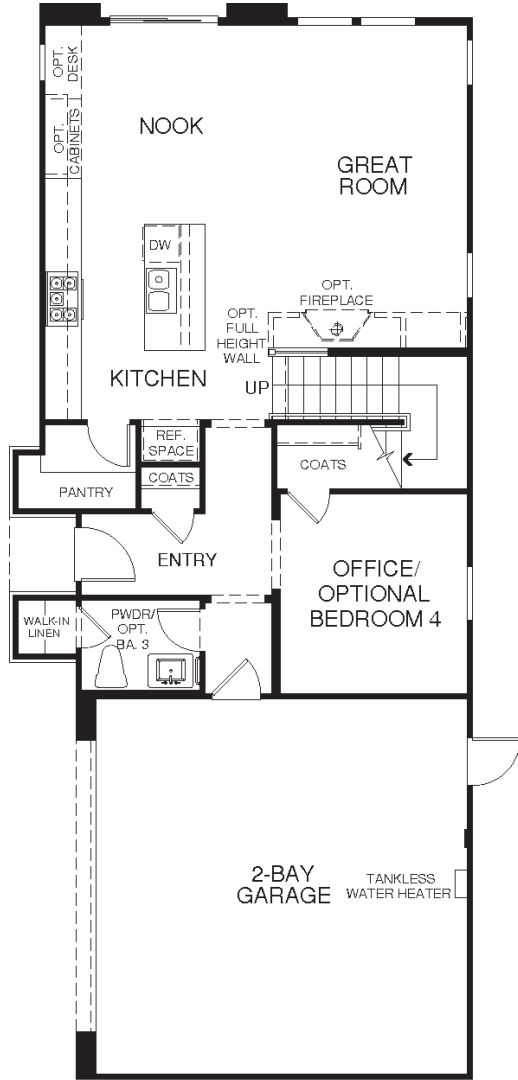 OPT.
DESK
OPT.
CABINETS
NOOK
GREAT
ROOM
DW
OPT.
FIREPLACE
OPT.
FULL
HEIGHT
WALL
KITCHEN
UP
REF.
SPACE
COATS
COATS
PANTRY
ENTRY
OFFICE/
OPTIONAL
BEDROOM 4
WALK-IN
LINEN
PWDR/
OPT.
BA. 3
2-BAY
GARAGE
TANKLESS
WATER HEATER